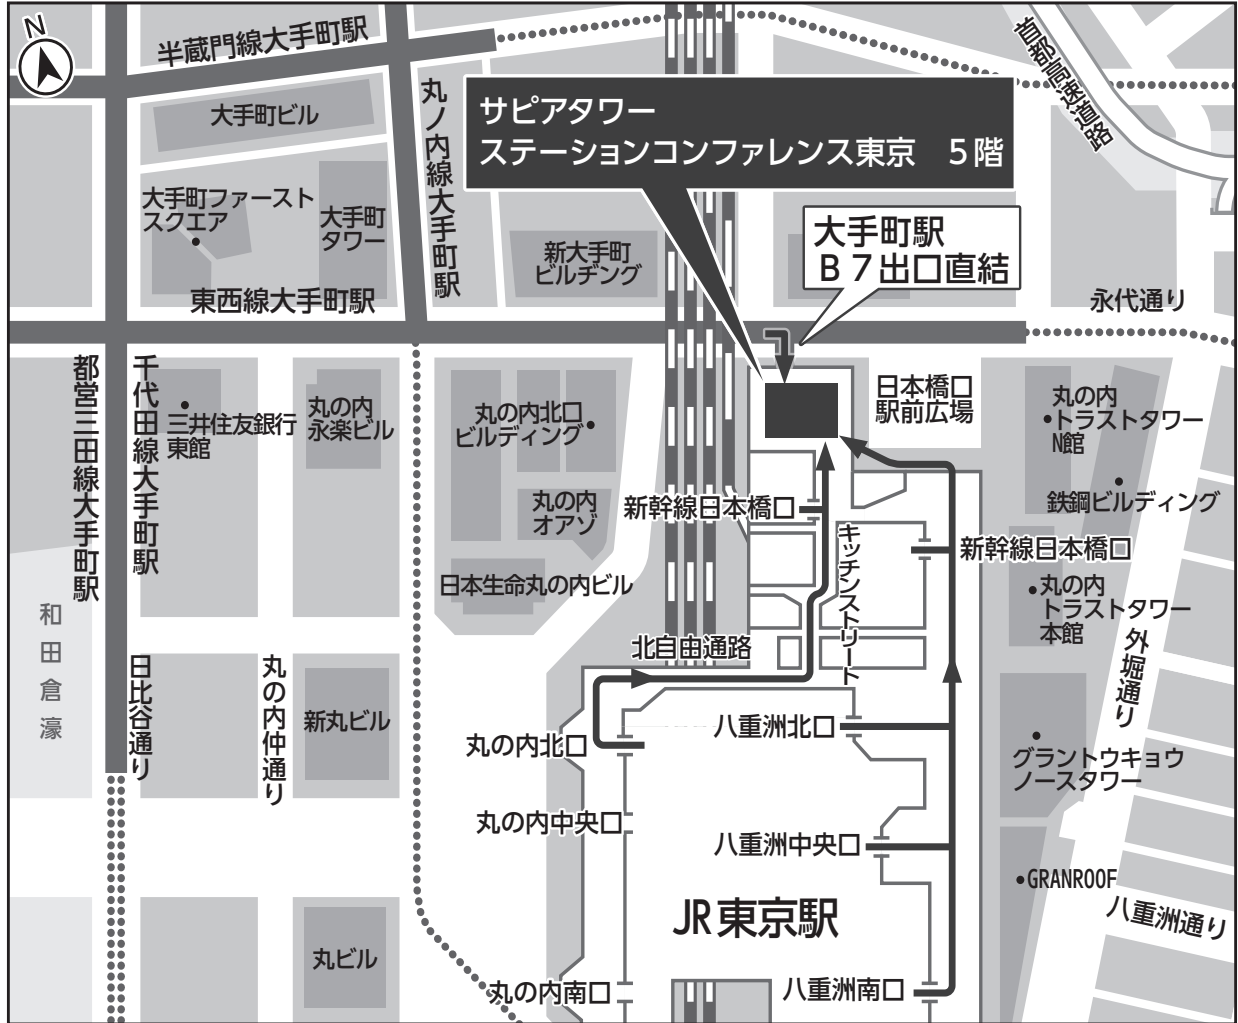 N
半蔵門線大手町駅
首都高速道路
大手町ビル
丸ノ内線大手町駅
サピアタワー
ステーションコンファレンス東京 5階
大手町ファースト
スクエア
大手町
タワー
新大手町
ビルヂング
大手町駅
B7出口直結
東西線大手町駅
永代通り
都営三田線大手町駅
千代田線大手町駅
三井住友銀行
東館
丸の内
永楽ビル
丸の内北口
ビルディング
日本橋口
駅前広場
丸の内
トラストタワー
N館
丸の内
オアゾ
新幹線日本橋口
キッチンストリート
鉄鋼ビルディング
新幹線日本橋口
日本生命丸の内ビル
丸の内
トラストタワー
本館
和田倉濠
北自由通路
外堀通り
日比谷通り
丸の内仲通り
新丸ビル
丸の内北口
八重洲北口
グラントウキョウ
ノースタワー
丸の内中央口
八重洲中央口
GRANROOF
八重洲通り
JR東京駅
丸ビル
丸の内南口
八重洲南口